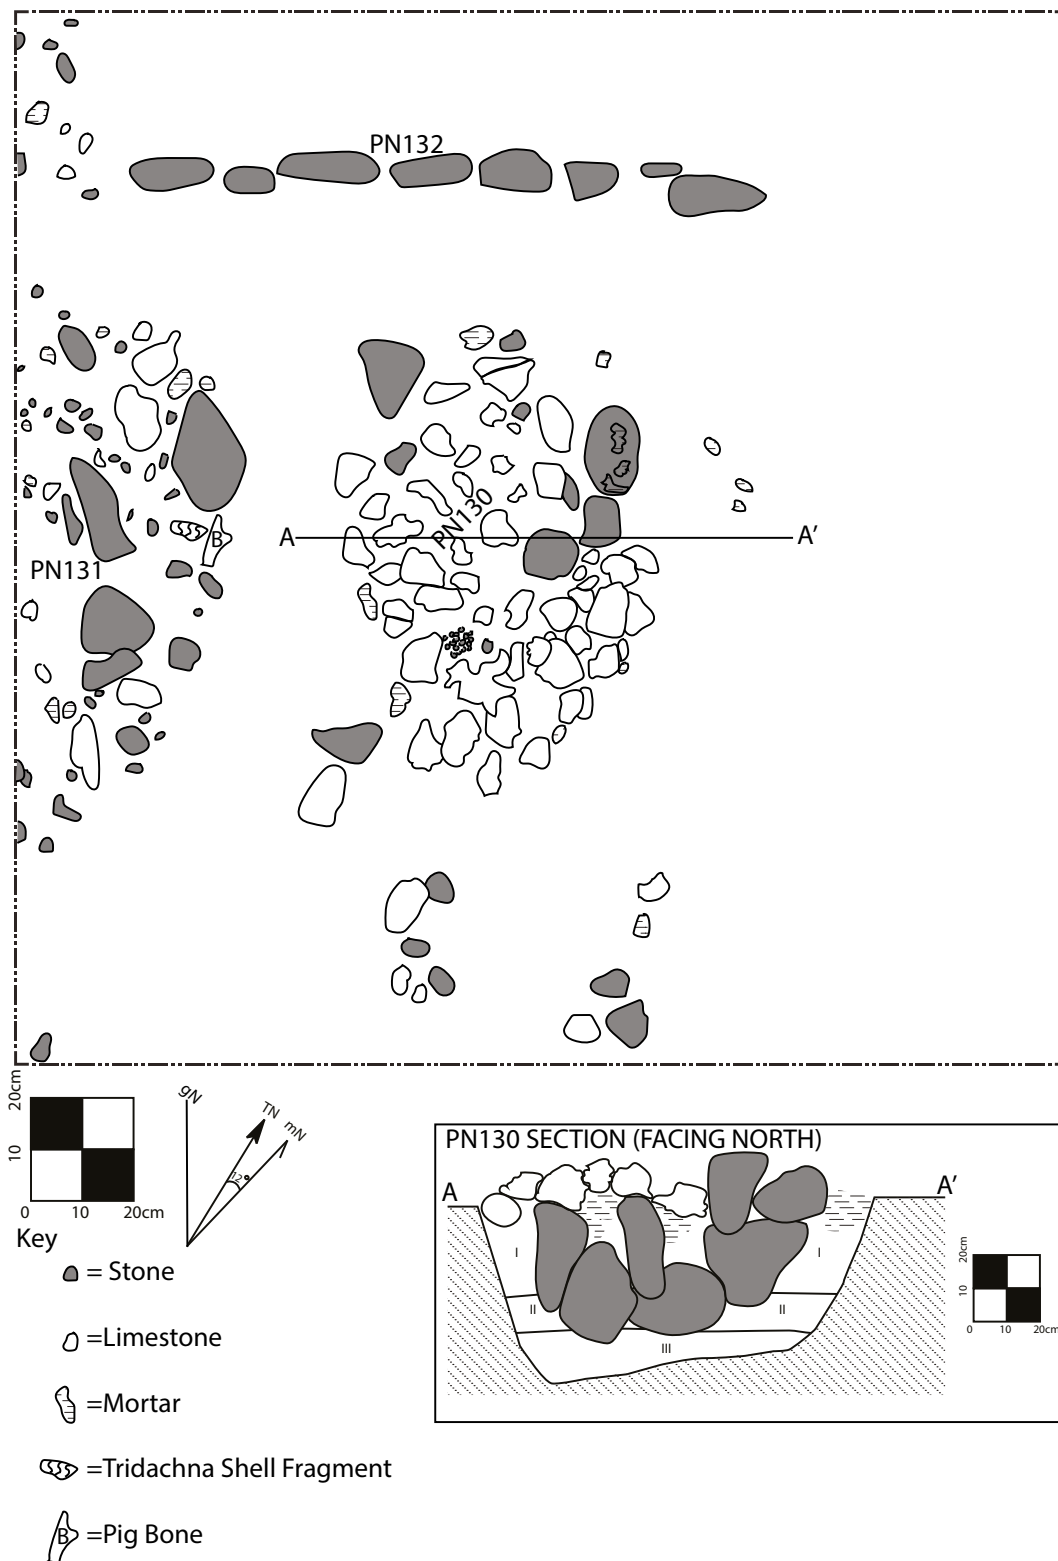 PN132
PN130
A
A’
B
PN131
20cm
10
0
10
20cm
gN
TN
mN
12°
Key
= Stone
=Limestone
=Mortar
=Tridachna Shell Fragment
B
=Pig Bone
PN130 SECTION (FACING NORTH)
A
A’
I
I
II
II
III
20cm
10
0
10
20cm